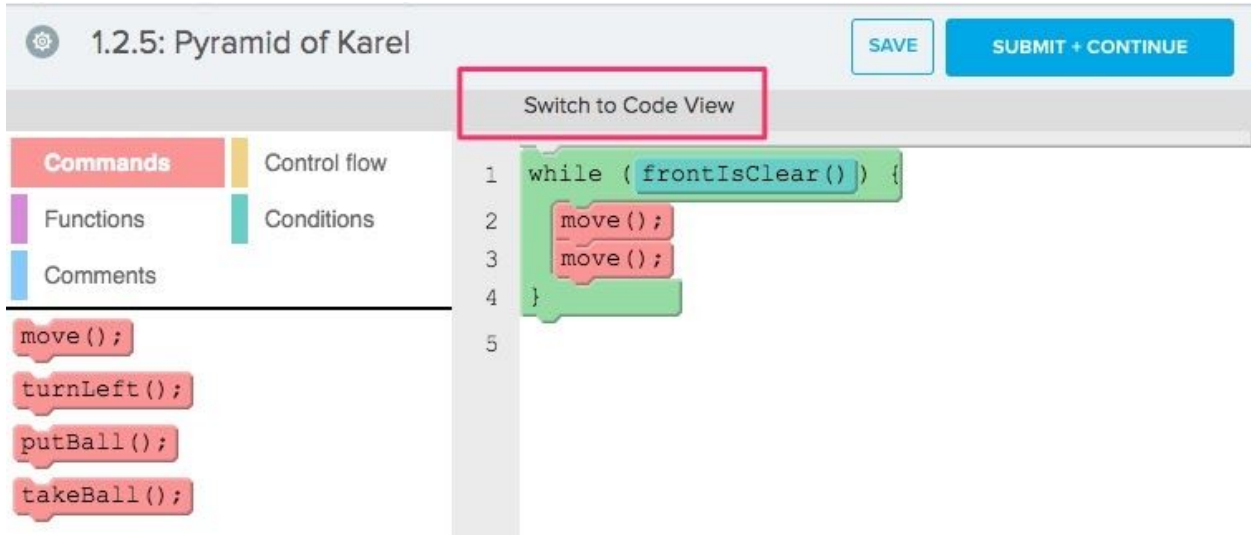 1.2.5: Pyramid of Karel
SAVE
SUBMIT + CONTINUE
Switch to Code View
Commands
Control flow
Functions
Conditions
Comments
move();
turnLeft();
putBall();
takeBall();
1 while ( frontIsClear() ) {
2 move();
3 move();
4 }
5